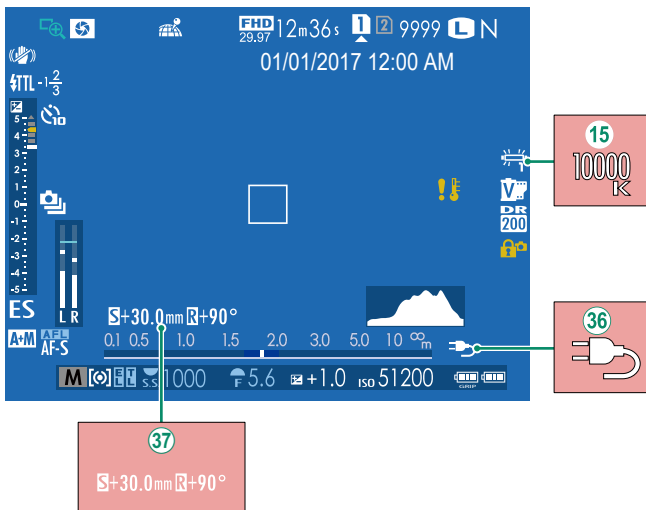 FHD 29.97 12m36s 1 2 9999 L N
01/01/2017 12:00 AM
TTL -1 2/3
10
5
4
3
2
1
0
-1
-2
-3
-4
-5
1
V
DR
200
15
10000
K
ES
L R
S+30.0mm R+90°
A+M AFL
AF-S
0.1 0.5 1.0 1.5 2.0 3.0 5.0 10 ∞ m
36
M EL TL S.S 1000 F 5.6 +1.0 ISO 51200 GRIP
37
S+30.0mm R+90°